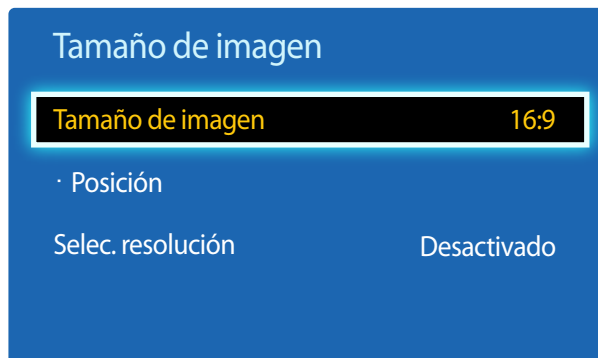 Tamaño de imagen
Tamaño de imagen 16:9
· Posición
Selec. resolución Desactivado